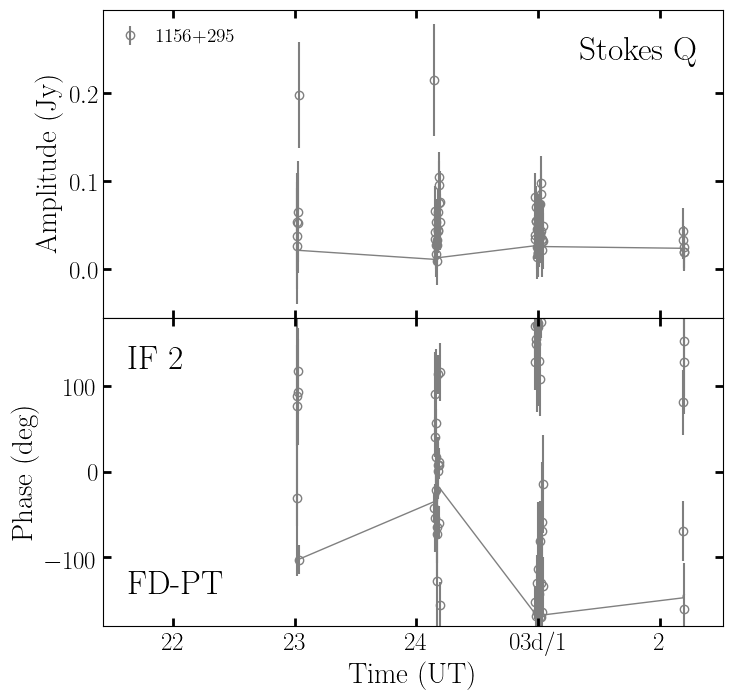 1156+295
Stokes Q
Amplitude (Jy)
0.2
0.1
0.0
IF 2
FD-PT
Phase (deg)
100
0
−100
22
23
24
03d/1
2
Time (UT)